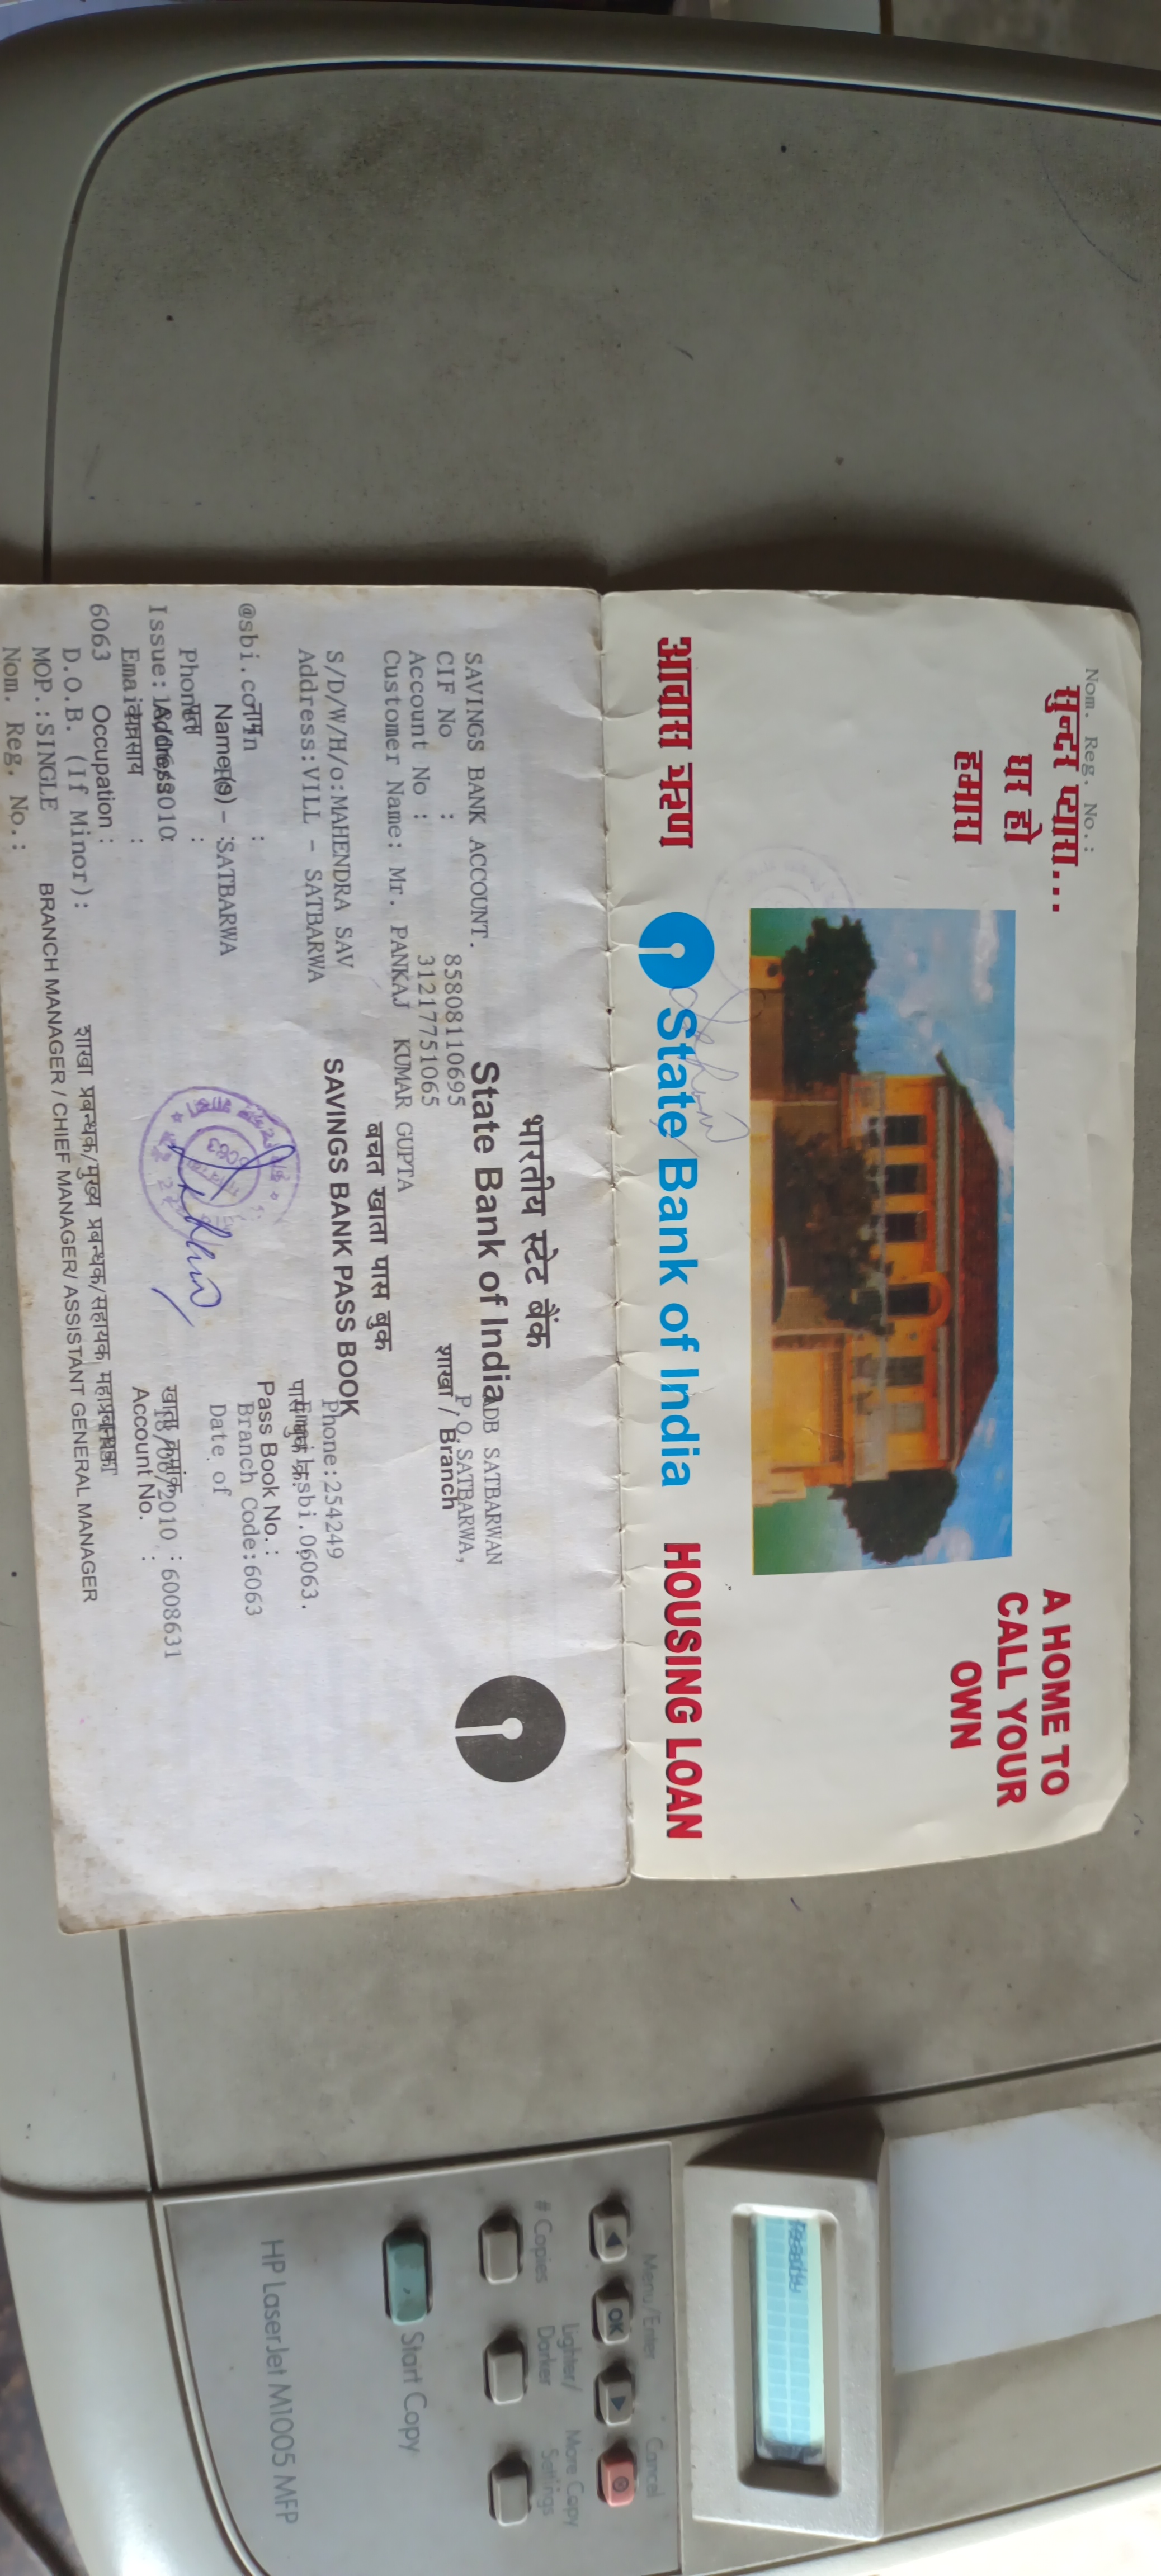 Nom. Reg. No.:
सुन्दर प्यारा...
घर हो
हमारा
A HOME TO
CALL YOUR
OWN
आवास ऋण
State Bank of India
HOUSING LOAN
भारतीय स्टेट बैंक
State Bank of India
ADB SATBARWAN
SAVINGS BANK ACCOUNT.
P O SATBARWA,
CIF No : 85808110695
शाखा / Branch
Account No : 31217751065
Customer Name: Mr. PANKAJ KUMAR GUPTA
बचत खाता पास बुक
SAVINGS BANK PASS BOOK
S/D/W/H/o:MAHENDRA SAV
Phone:254249
Address:VILL - SATBARWA
sbi.06063.
@sbi.co.in
नाम :
Pass Book No. :
Name(s) - :SATBARWA
Branch Code:6063
Phone :
Date of
Issue:
Address :
18/06/2010 : 6008631
खाता क्रमांक
Email
व्यवसाय :
Account No. :
6063 Occupation :
D.O.B. (If Minor):
शाखा प्रबन्धक/मुख्य प्रबन्धक/सहायक महाप्रबन्धक
MOP.:SINGLE
BRANCH MANAGER / CHIEF MANAGER/ ASSISTANT GENERAL MANAGER
Nom. Reg. No.:
Ready
Menu/Enter
Cancel
OK
# Copies
Lighter/
Darker
More Copy
Settings
Start Copy
HP LaserJet M1005 MFP